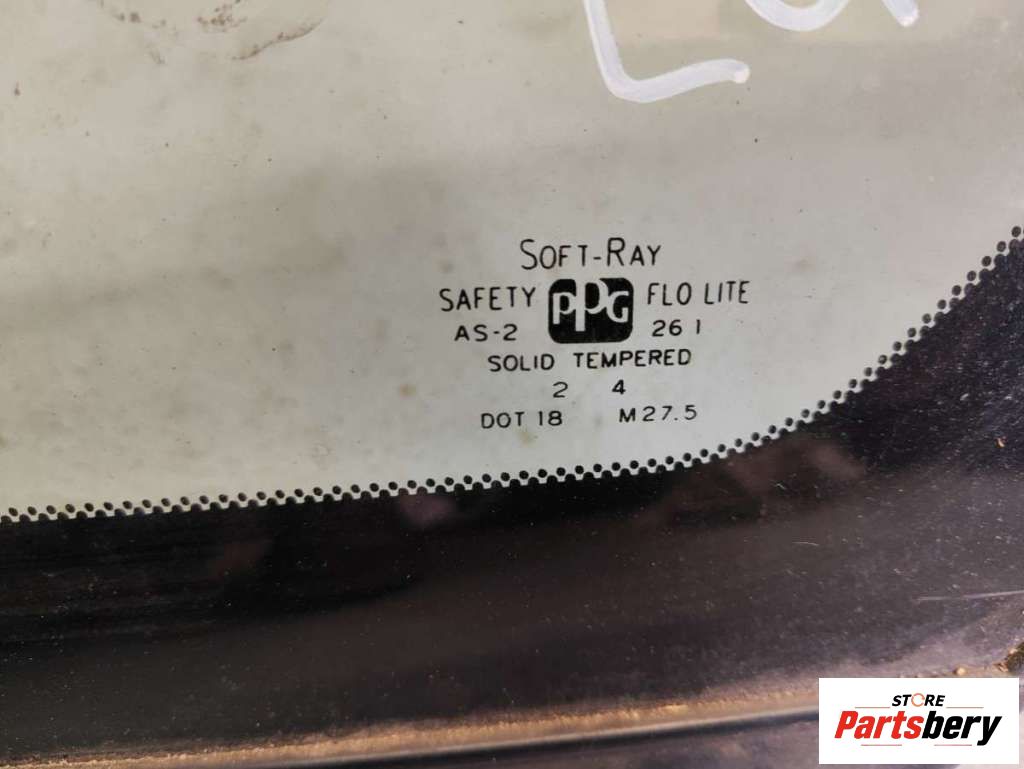 SOFT-RAY
SAFETY PPG FLO LITE
AS-2 26 1
SOLID TEMPERED
2 4
DOT 18 M27.5
STORE
Partsbery